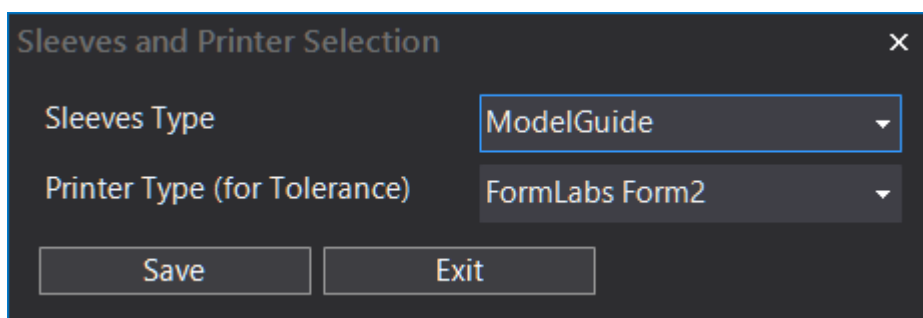 Sleeves and Printer Selection
Sleeves Type ModelGuide
Printer Type (for Tolerance) FormLabs Form2
Save Exit